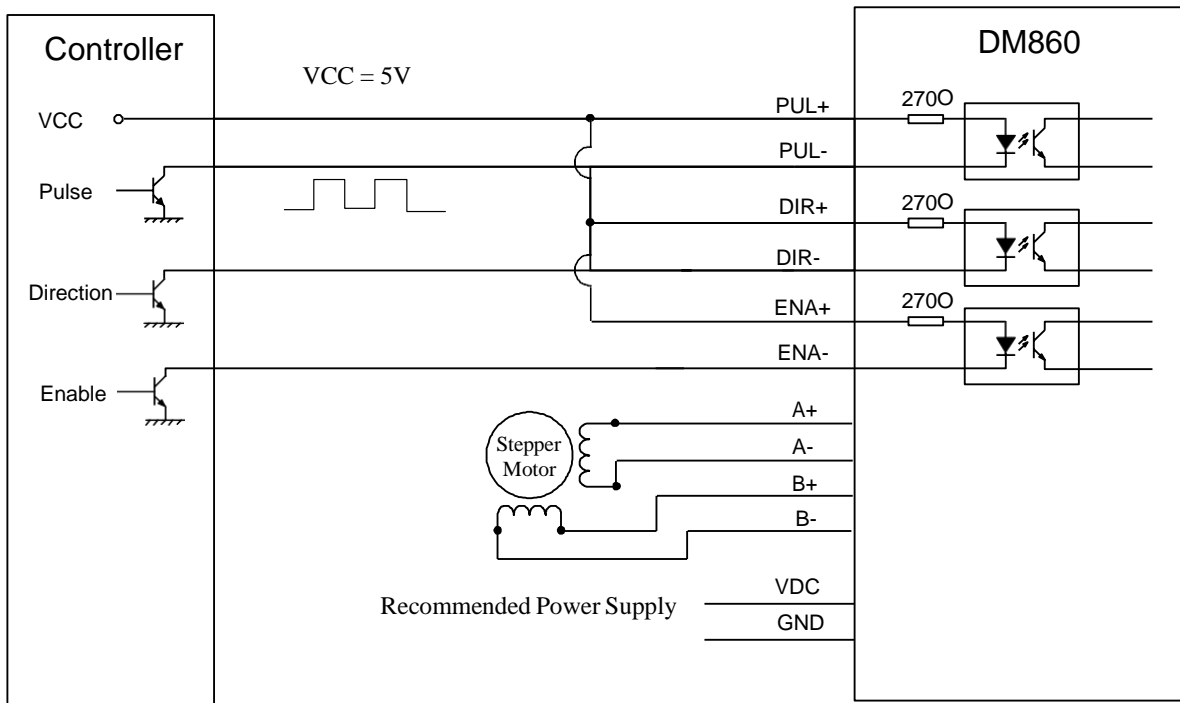 Controller
DM860
VCC = 5V
VCC
PUL+
270O
PUL-
Pulse
DIR+
270O
DIR-
Direction
ENA+
270O
ENA-
Enable
A+
Stepper
Motor
A-
B+
B-
VDC
Recommended Power Supply
GND